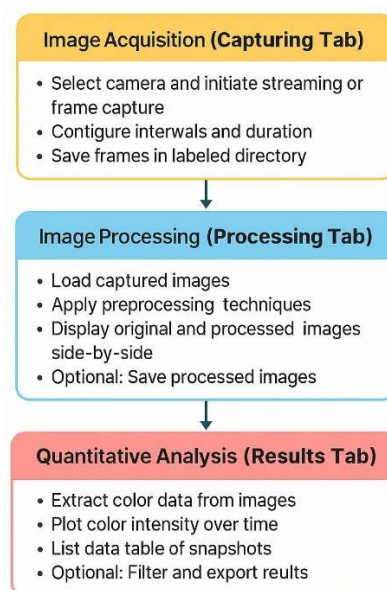 Image Acquisition (Capturing Tab)
• Select camera and initiate streaming or
frame capture
• Contigure interwals and duration
• Save frames in labeled directory
Image Processing (Processing Tab)
• Load captured images
• Apply preprocessing techniques
• Display original and processed images
side-by-side
• Optional: Save processed images
Quantitative Analysis (Results Tab)
• Extract color data from images
• Plot color intensity over time
• List data table of snapshots
• Optional: Filter and export reults